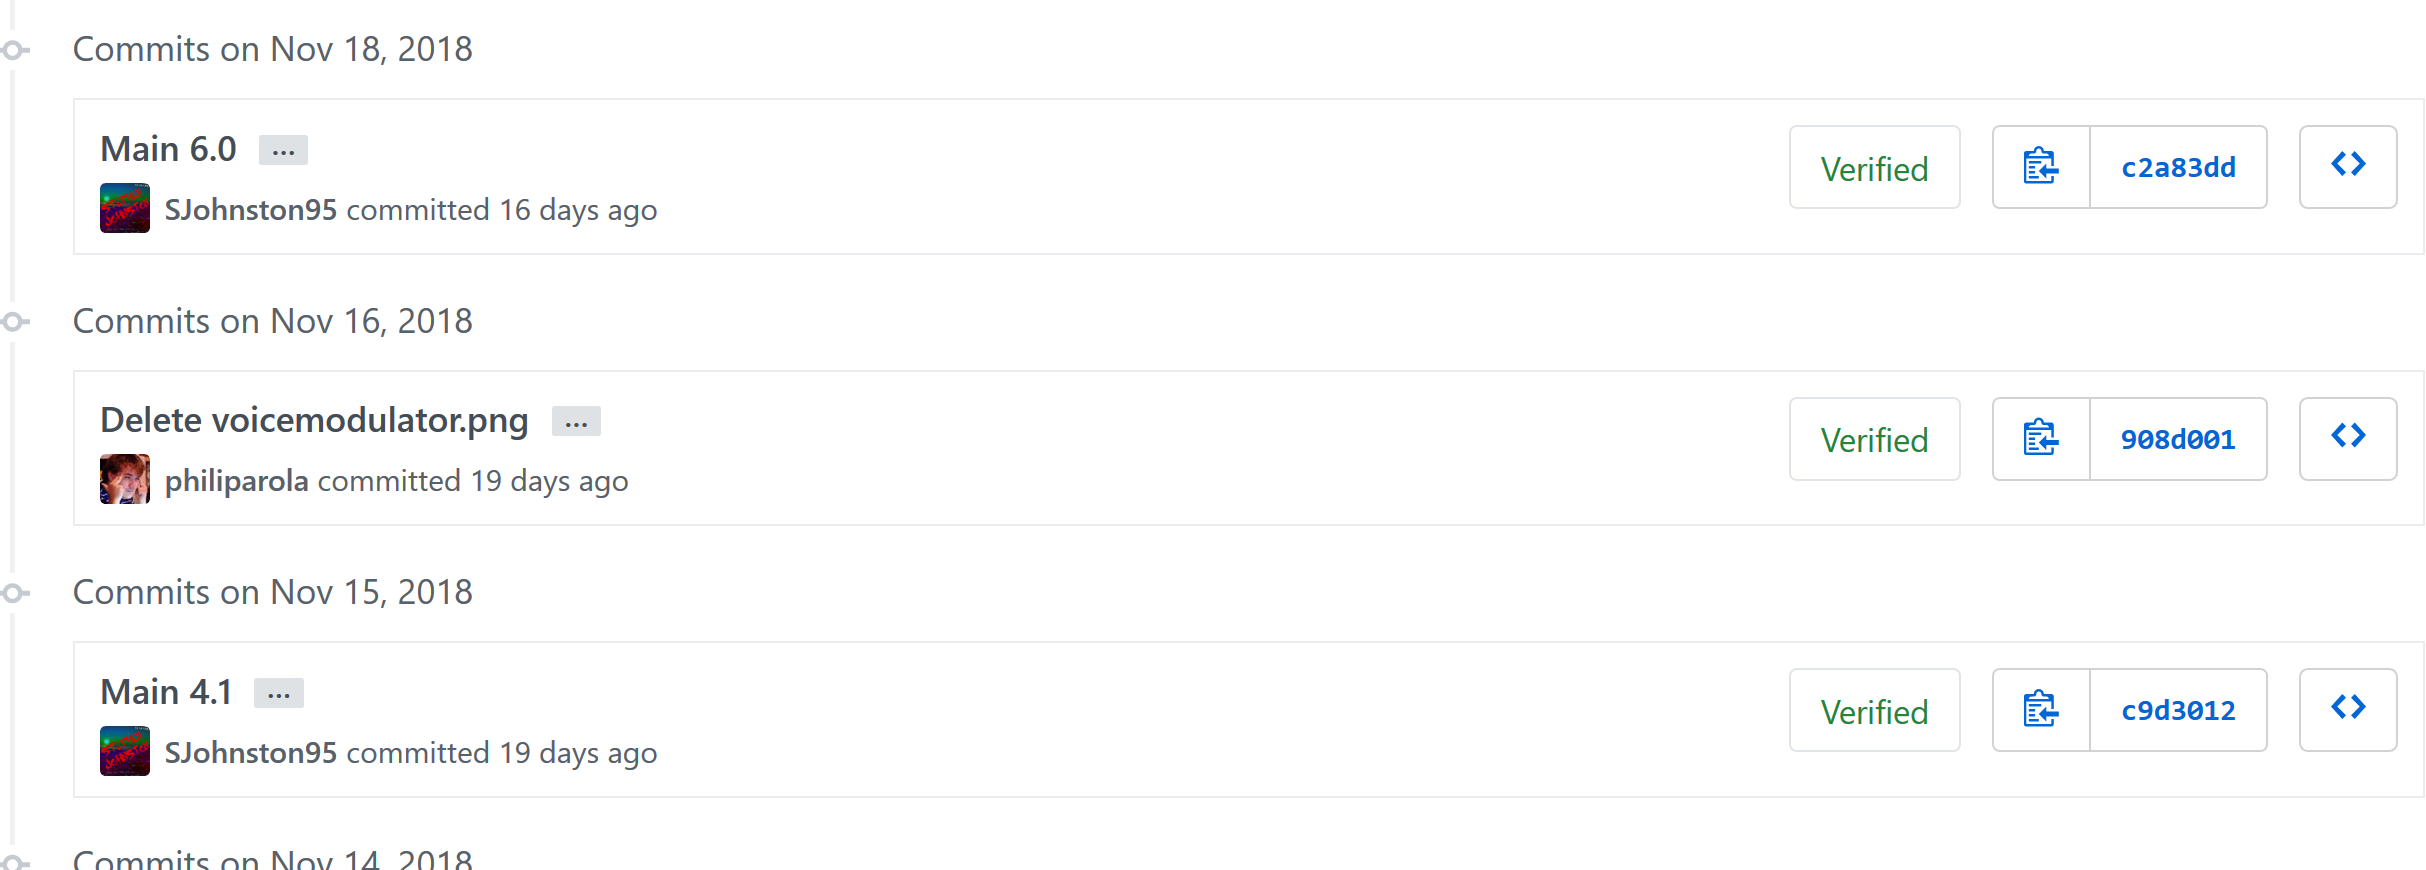 Commits on Nov 18, 2018
Main 6.0 …
Verified c2a83dd
SJohnston95 committed 16 days ago
Commits on Nov 16, 2018
Delete voicemodulator.png …
Verified 908d001
philiparola committed 19 days ago
Commits on Nov 15, 2018
Main 4.1 …
Verified c9d3012
SJohnston95 committed 19 days ago
Commits on Nov 14, 2018